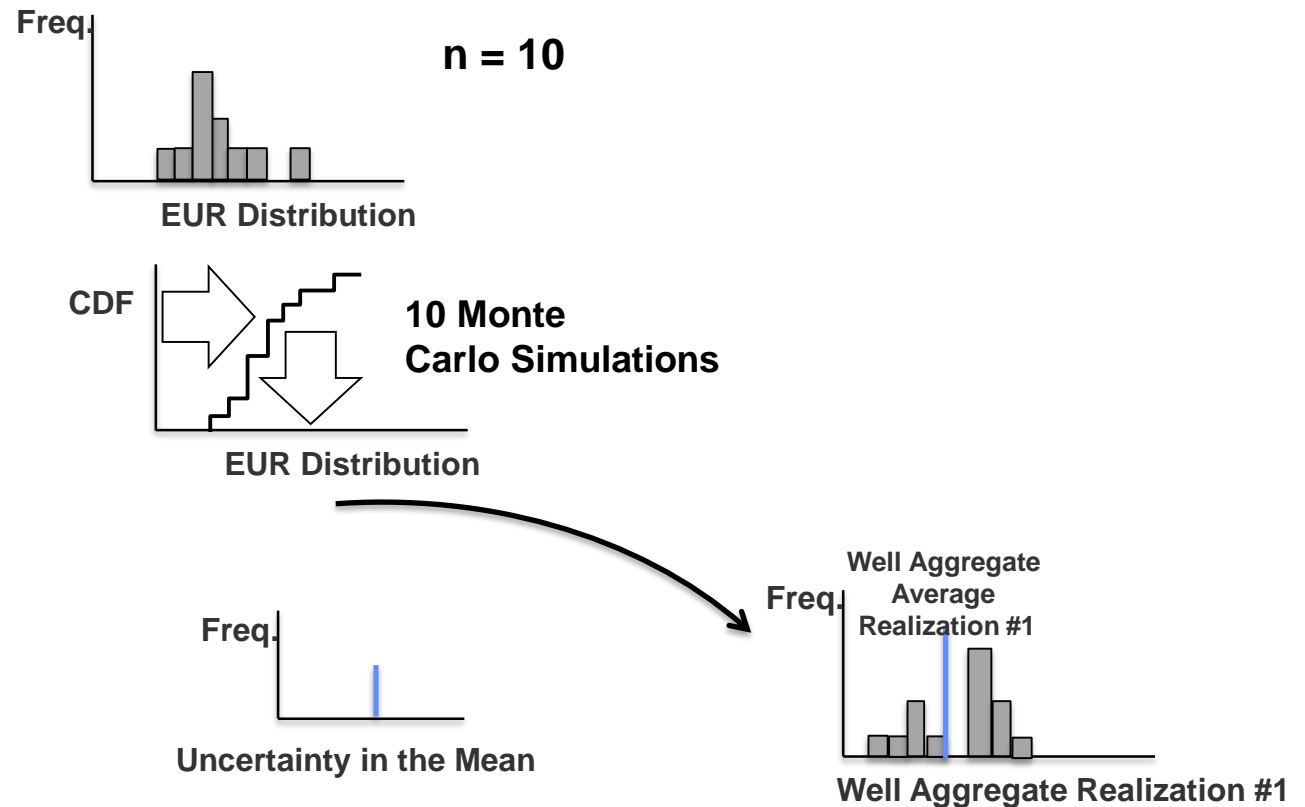 Freq.
n = 10
EUR Distribution
CDF
10 Monte
Carlo Simulations
EUR Distribution
Well Aggregate
Average
Realization #1
Freq.
Freq.
Uncertainty in the Mean
Well Aggregate Realization #1